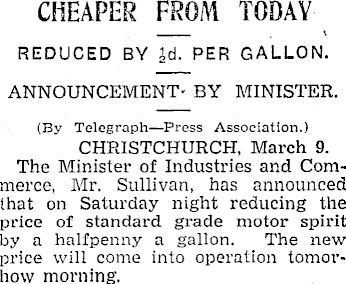 CHEAPER FROM TODAY
REDUCED BY ½d. PER GALLON.
ANNOUNCEMENT BY MINISTER.
(By Telegraph—Press Association.)
CHRISTCHURCH, March 9.
The Minister of Industries and Com-
merce, Mr. Sullivan, has announced
that on Saturday night reducing the
price of standard grade motor spirit
by a halfpenny a gallon. The new
price will come into operation tomor-
how morning.